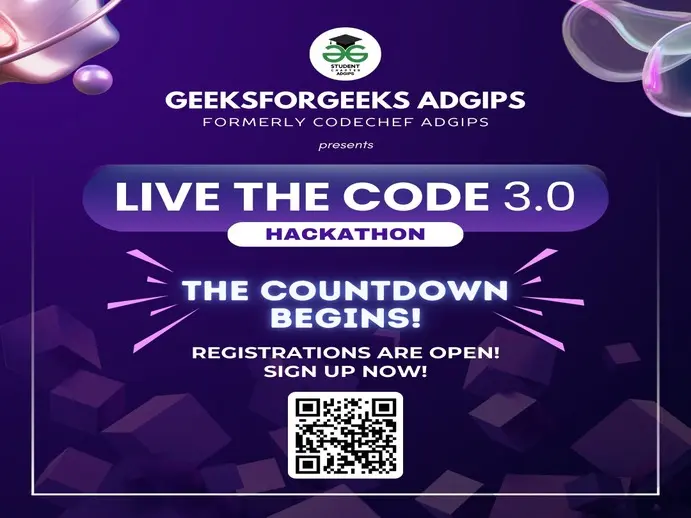 STUDENT
CHAPTER
ADGIPS
GEEKSFORGEEKS ADGIPS
FORMERLY CODECHEF ADGIPS
presents
LIVE THE CODE 3.0
HACKATHON
THE COUNTDOWN
BEGINS!
REGISTRATIONS ARE OPEN!
SIGN UP NOW!